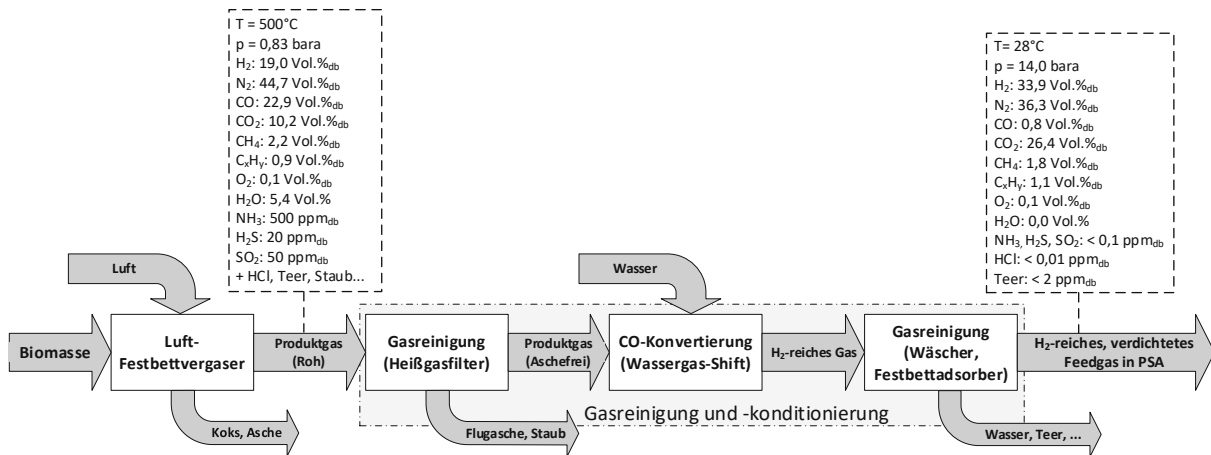 T = 500°C
p = 0,83 bara
H₂: 19,0 Vol.%db
N₂: 44,7 Vol.%db
CO: 22,9 Vol.%db
CO₂: 10,2 Vol.%db
CH₄: 2,2 Vol.%db
CₓHᵧ: 0,9 Vol.%db
O₂: 0,1 Vol.%db
H₂O: 5,4 Vol.%
NH₃: 500 ppmdb
H₂S: 20 ppmdb
SO₂: 50 ppmdb
+ HCl, Teer, Staub...
T= 28°C
p = 14,0 bara
H₂: 33,9 Vol.%db
N₂: 36,3 Vol.%db
CO: 0,8 Vol.%db
CO₂: 26,4 Vol.%db
CH₄: 1,8 Vol.%db
CₓHᵧ: 1,1 Vol.%db
O₂: 0,1 Vol.%db
H₂O: 0,0 Vol.%
NH₃, H₂S, SO₂: < 0,1 ppmdb
HCl: < 0,01 ppmdb
Teer: < 2 ppmdb
Luft
Wasser
Biomasse
Luft-
Festbettvergaser
Produktgas
(Roh)
Gasreinigung
(Heißgasfilter)
Produktgas
(Aschefrei)
CO-Konvertierung
(Wassergas-Shift)
H₂-reiches Gas
Gasreinigung
(Wäscher,
Festbettadsorber)
H₂-reiches, verdichtetes
Feedgas in PSA
Gasreinigung und -konditionierung
Koks, Asche
Flugasche, Staub
Wasser, Teer, ...